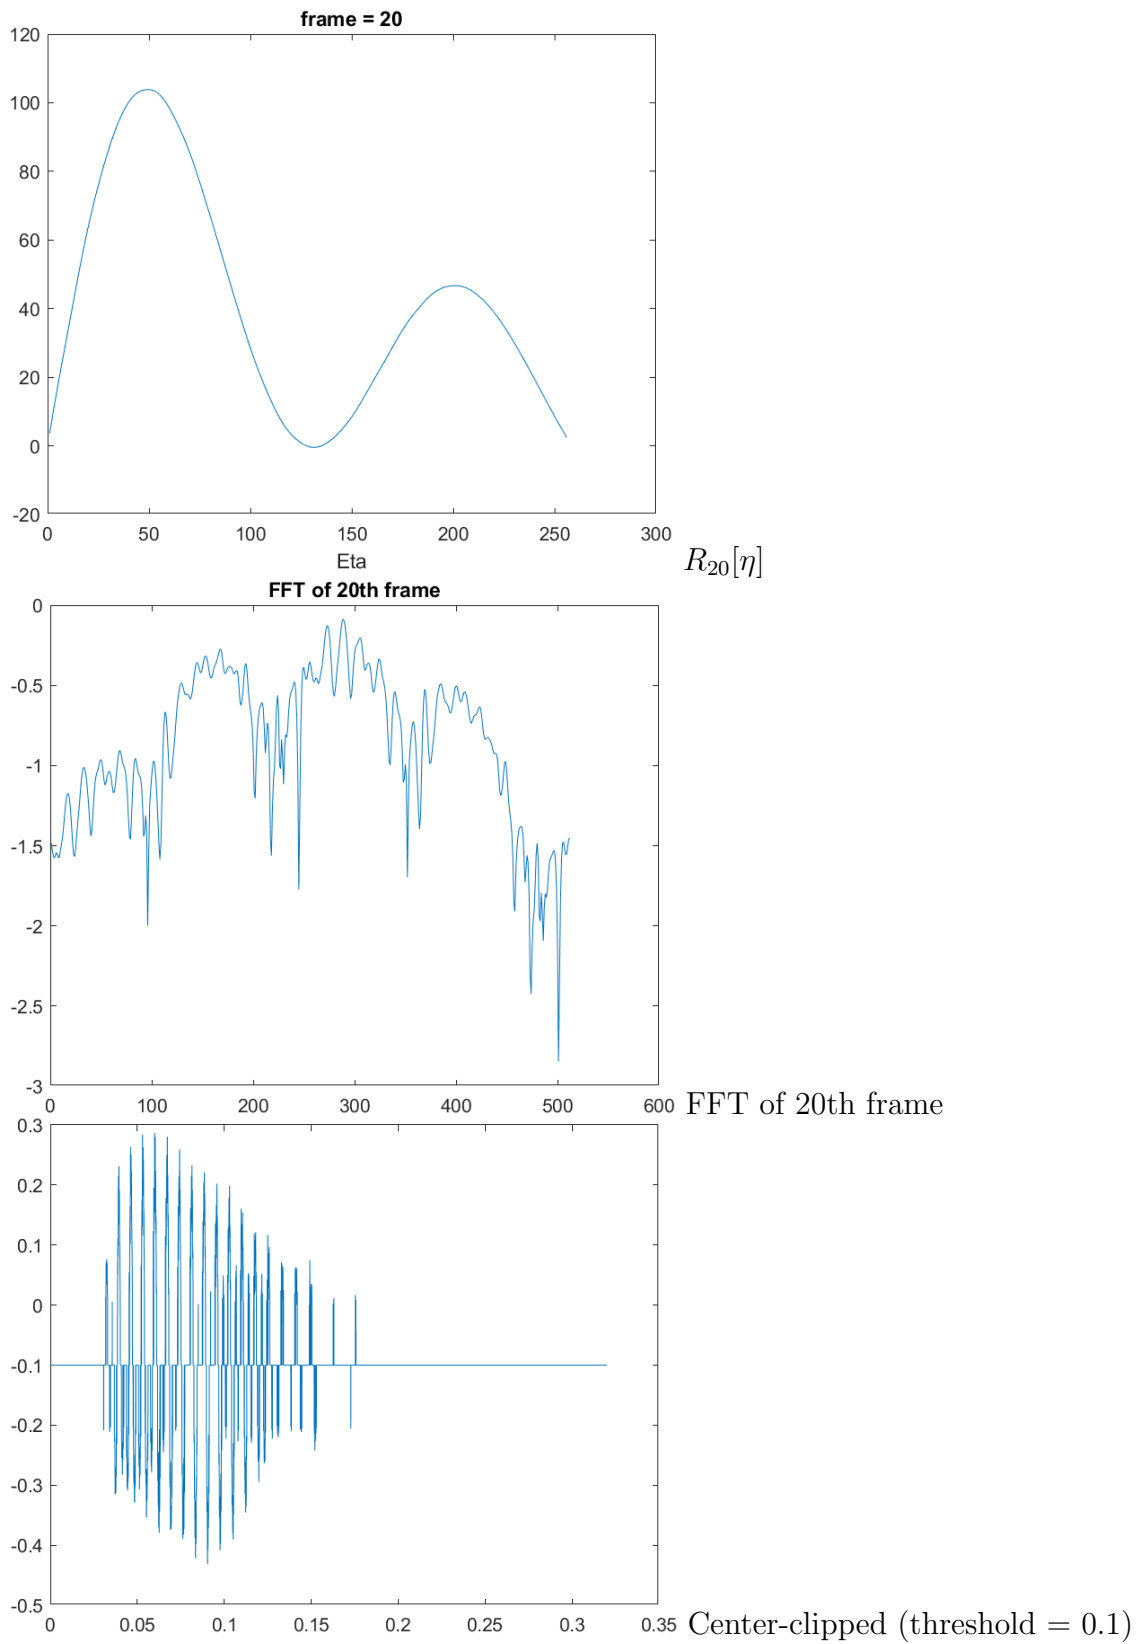 frame = 20
120
100
80
60
40
20
0
-20
0 50 100 150 200 250 300
Eta
R₂₀[η]
FFT of 20th frame
0
-0.5
-1
-1.5
-2
-2.5
-3
0 100 200 300 400 500 600
FFT of 20th frame
0.3
0.2
0.1
0
-0.1
-0.2
-0.3
-0.4
-0.5
0 0.05 0.1 0.15 0.2 0.25 0.3 0.35
Center-clipped (threshold = 0.1)